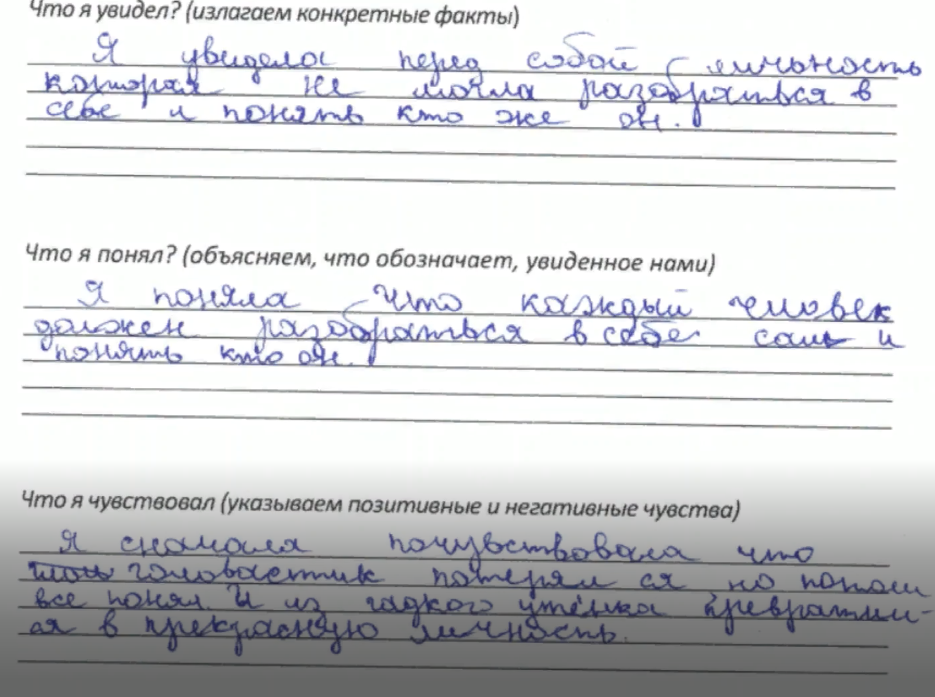 Что я увидел? (излагаем конкретные факты)
Я увидела перед собой личность
которая не могла разобраться в
себе и понять кто же он.
Что я понял? (объясняем, что обозначает, увиденное нами)
Я поняла что каждый человек
должен разобраться в себе сам и
понять кто он.
Что я чувствовал (указываем позитивные и негативные чувства)
Я сначала почувствовала что
головастик потерял ся но потом
все понял. И из гадкого утёнка превратил-
ся в прекрасную личность.